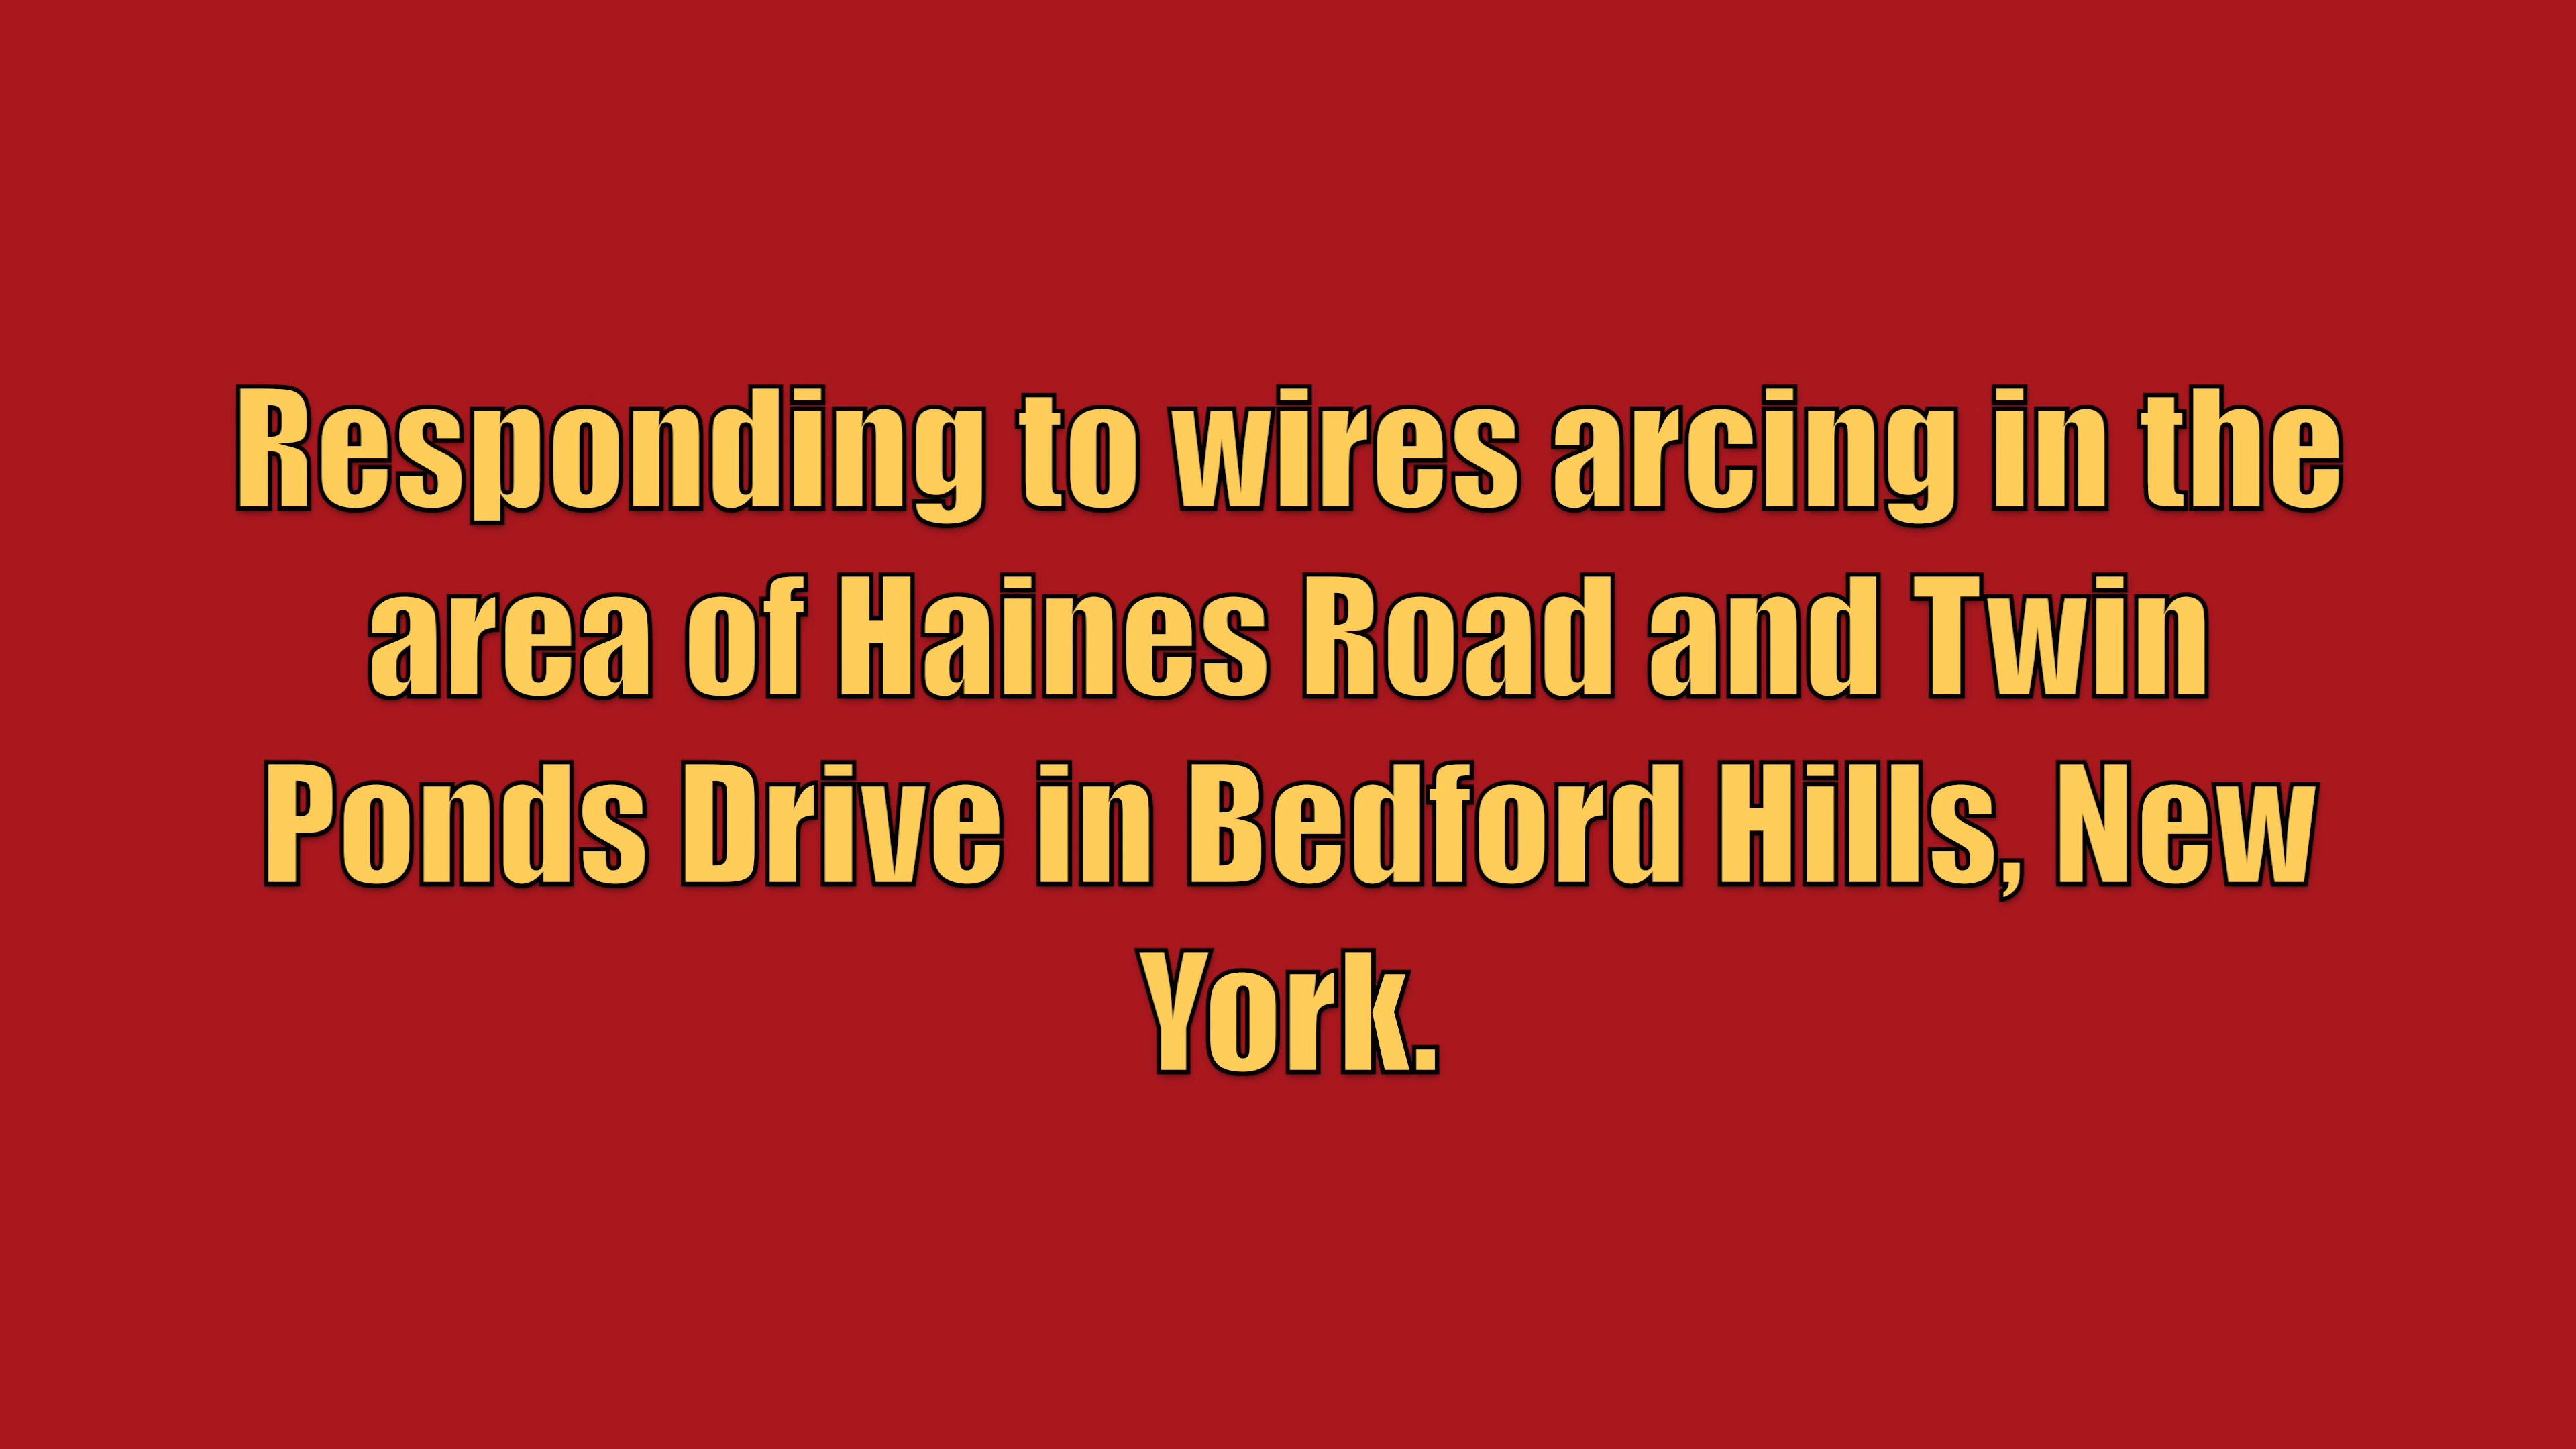 Responding to wires arcing in the
area of Haines Road and Twin
Ponds Drive in Bedford Hills, New
York.